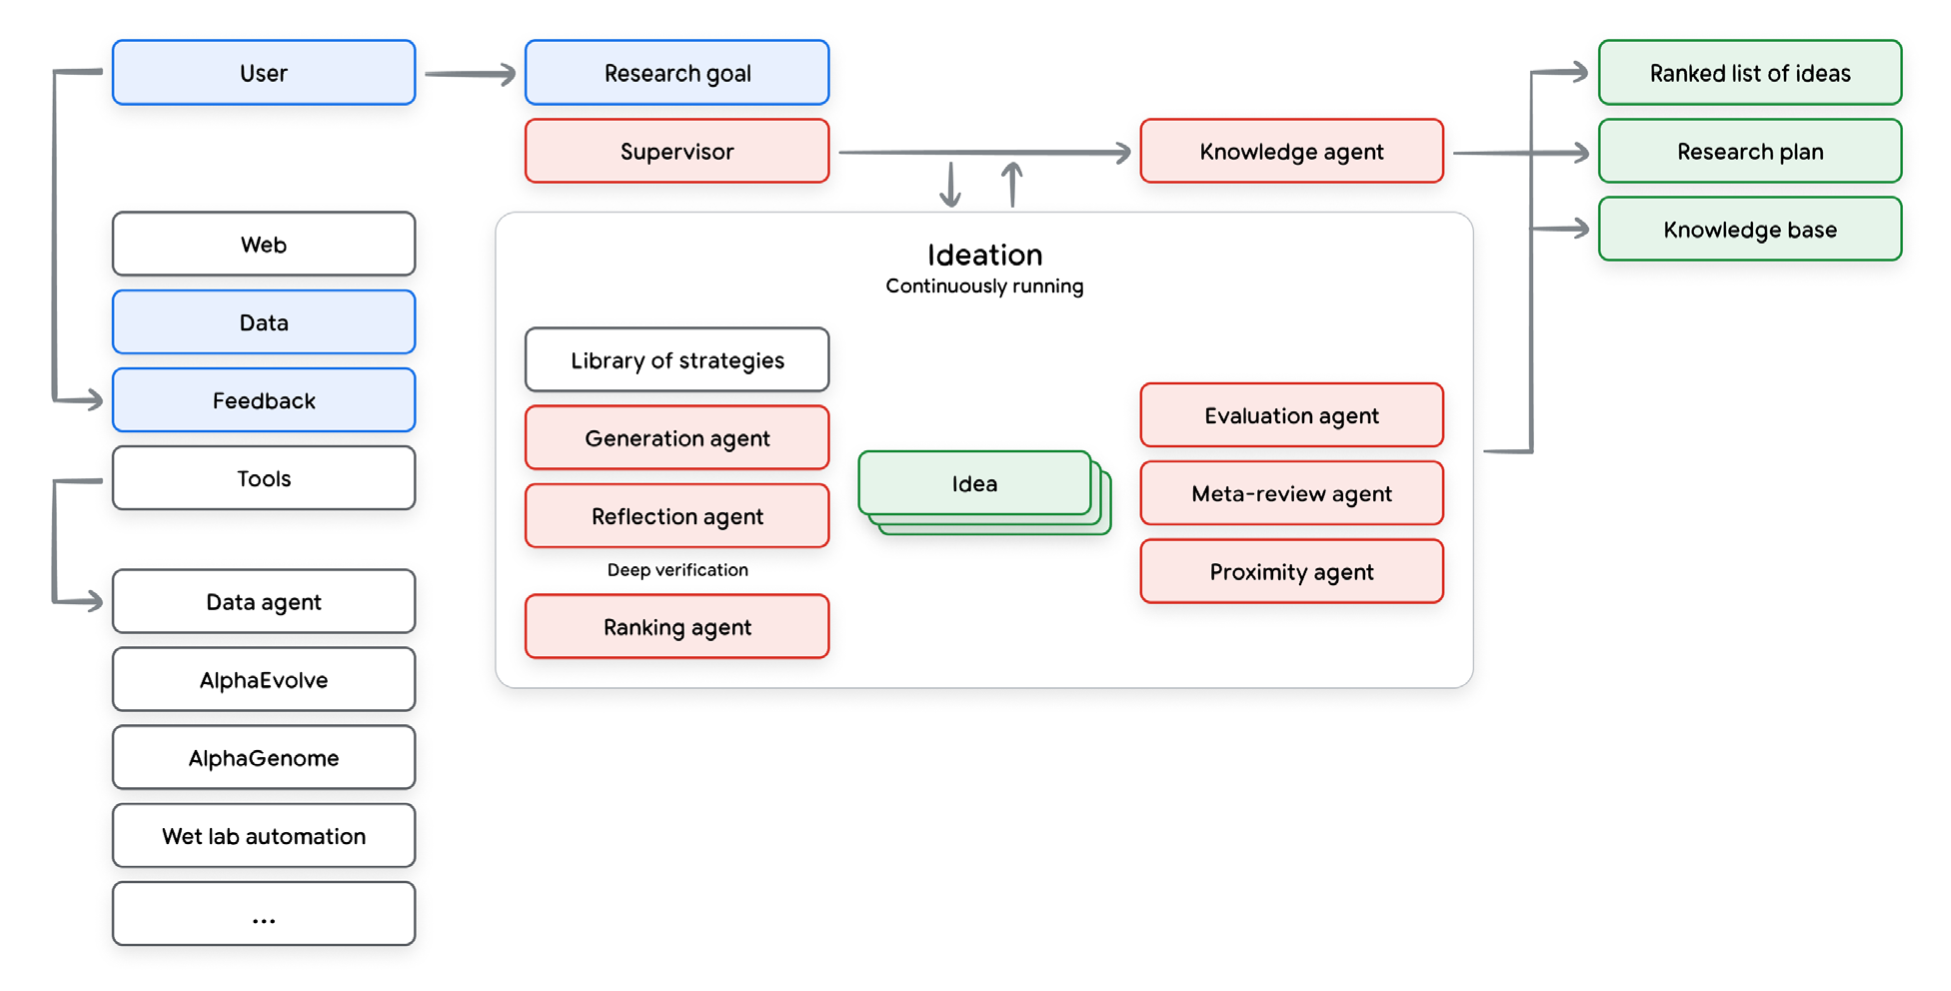 User
Research goal
Supervisor
Knowledge agent
Ranked list of ideas
Research plan
Knowledge base
Web
Data
Feedback
Tools
Data agent
AlphaEvolve
AlphaGenome
Wet lab automation
...
Ideation
Continuously running
Library of strategies
Generation agent
Reflection agent
Deep verification
Ranking agent
Idea
Evaluation agent
Meta-review agent
Proximity agent